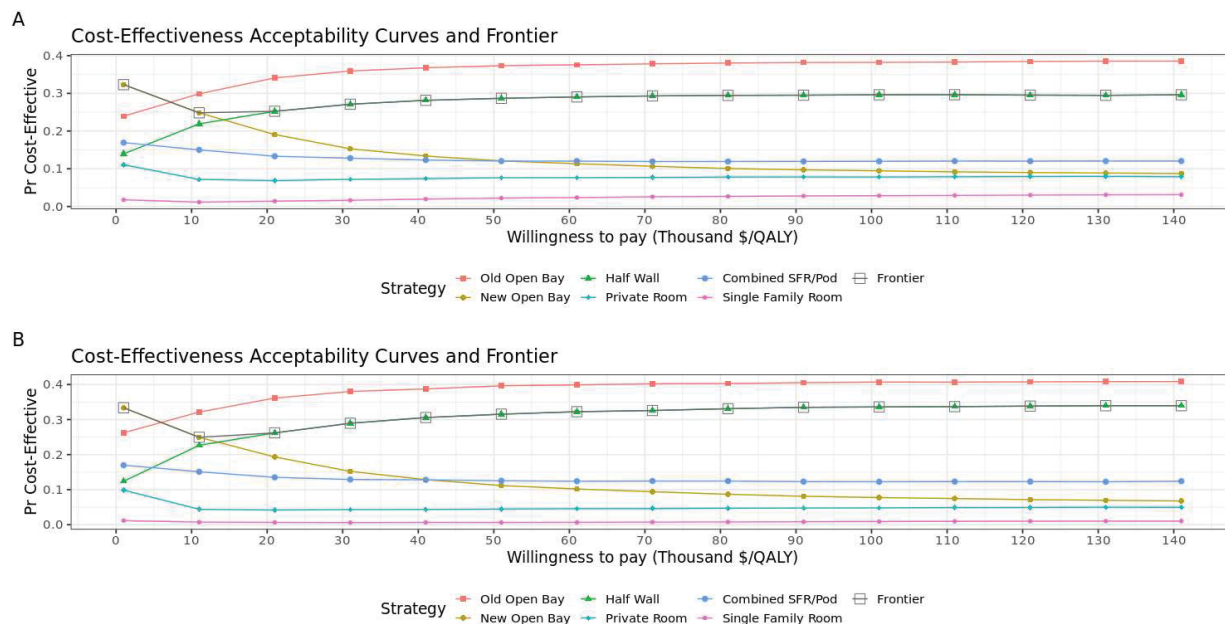 A
Cost-Effectiveness Acceptability Curves and Frontier
Pr Cost-Effective
0.4
0.3
0.2
0.1
0.0
0 10 20 30 40 50 60 70 80 90 100 110 120 130 140
Willingness to pay (Thousand $/QALY)
Strategy
Old Open Bay Half Wall Combined SFR/Pod Frontier
New Open Bay Private Room Single Family Room
B
Cost-Effectiveness Acceptability Curves and Frontier
Pr Cost-Effective
0.4
0.3
0.2
0.1
0.0
0 10 20 30 40 50 60 70 80 90 100 110 120 130 140
Willingness to pay (Thousand $/QALY)
Strategy
Old Open Bay Half Wall Combined SFR/Pod Frontier
New Open Bay Private Room Single Family Room